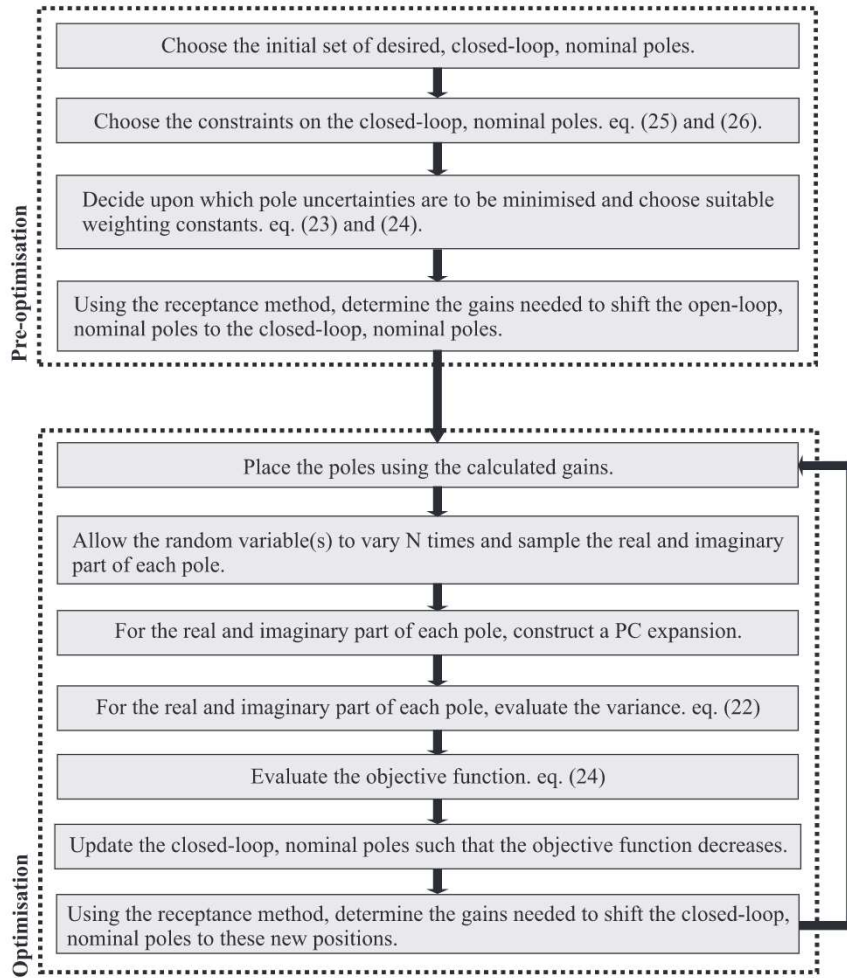 Pre-optimisation
Choose the initial set of desired, closed-loop, nominal poles.
Choose the constraints on the closed-loop, nominal poles. eq. (25) and (26).
Decide upon which pole uncertainties are to be minimised and choose suitable
weighting constants. eq. (23) and (24).
Using the receptance method, determine the gains needed to shift the open-loop,
nominal poles to the closed-loop, nominal poles.
Optimisation
Place the poles using the calculated gains.
Allow the random variable(s) to vary N times and sample the real and imaginary
part of each pole.
For the real and imaginary part of each pole, construct a PC expansion.
For the real and imaginary part of each pole, evaluate the variance. eq. (22)
Evaluate the objective function. eq. (24)
Update the closed-loop, nominal poles such that the objective function decreases.
Using the receptance method, determine the gains needed to shift the closed-loop,
nominal poles to these new positions.